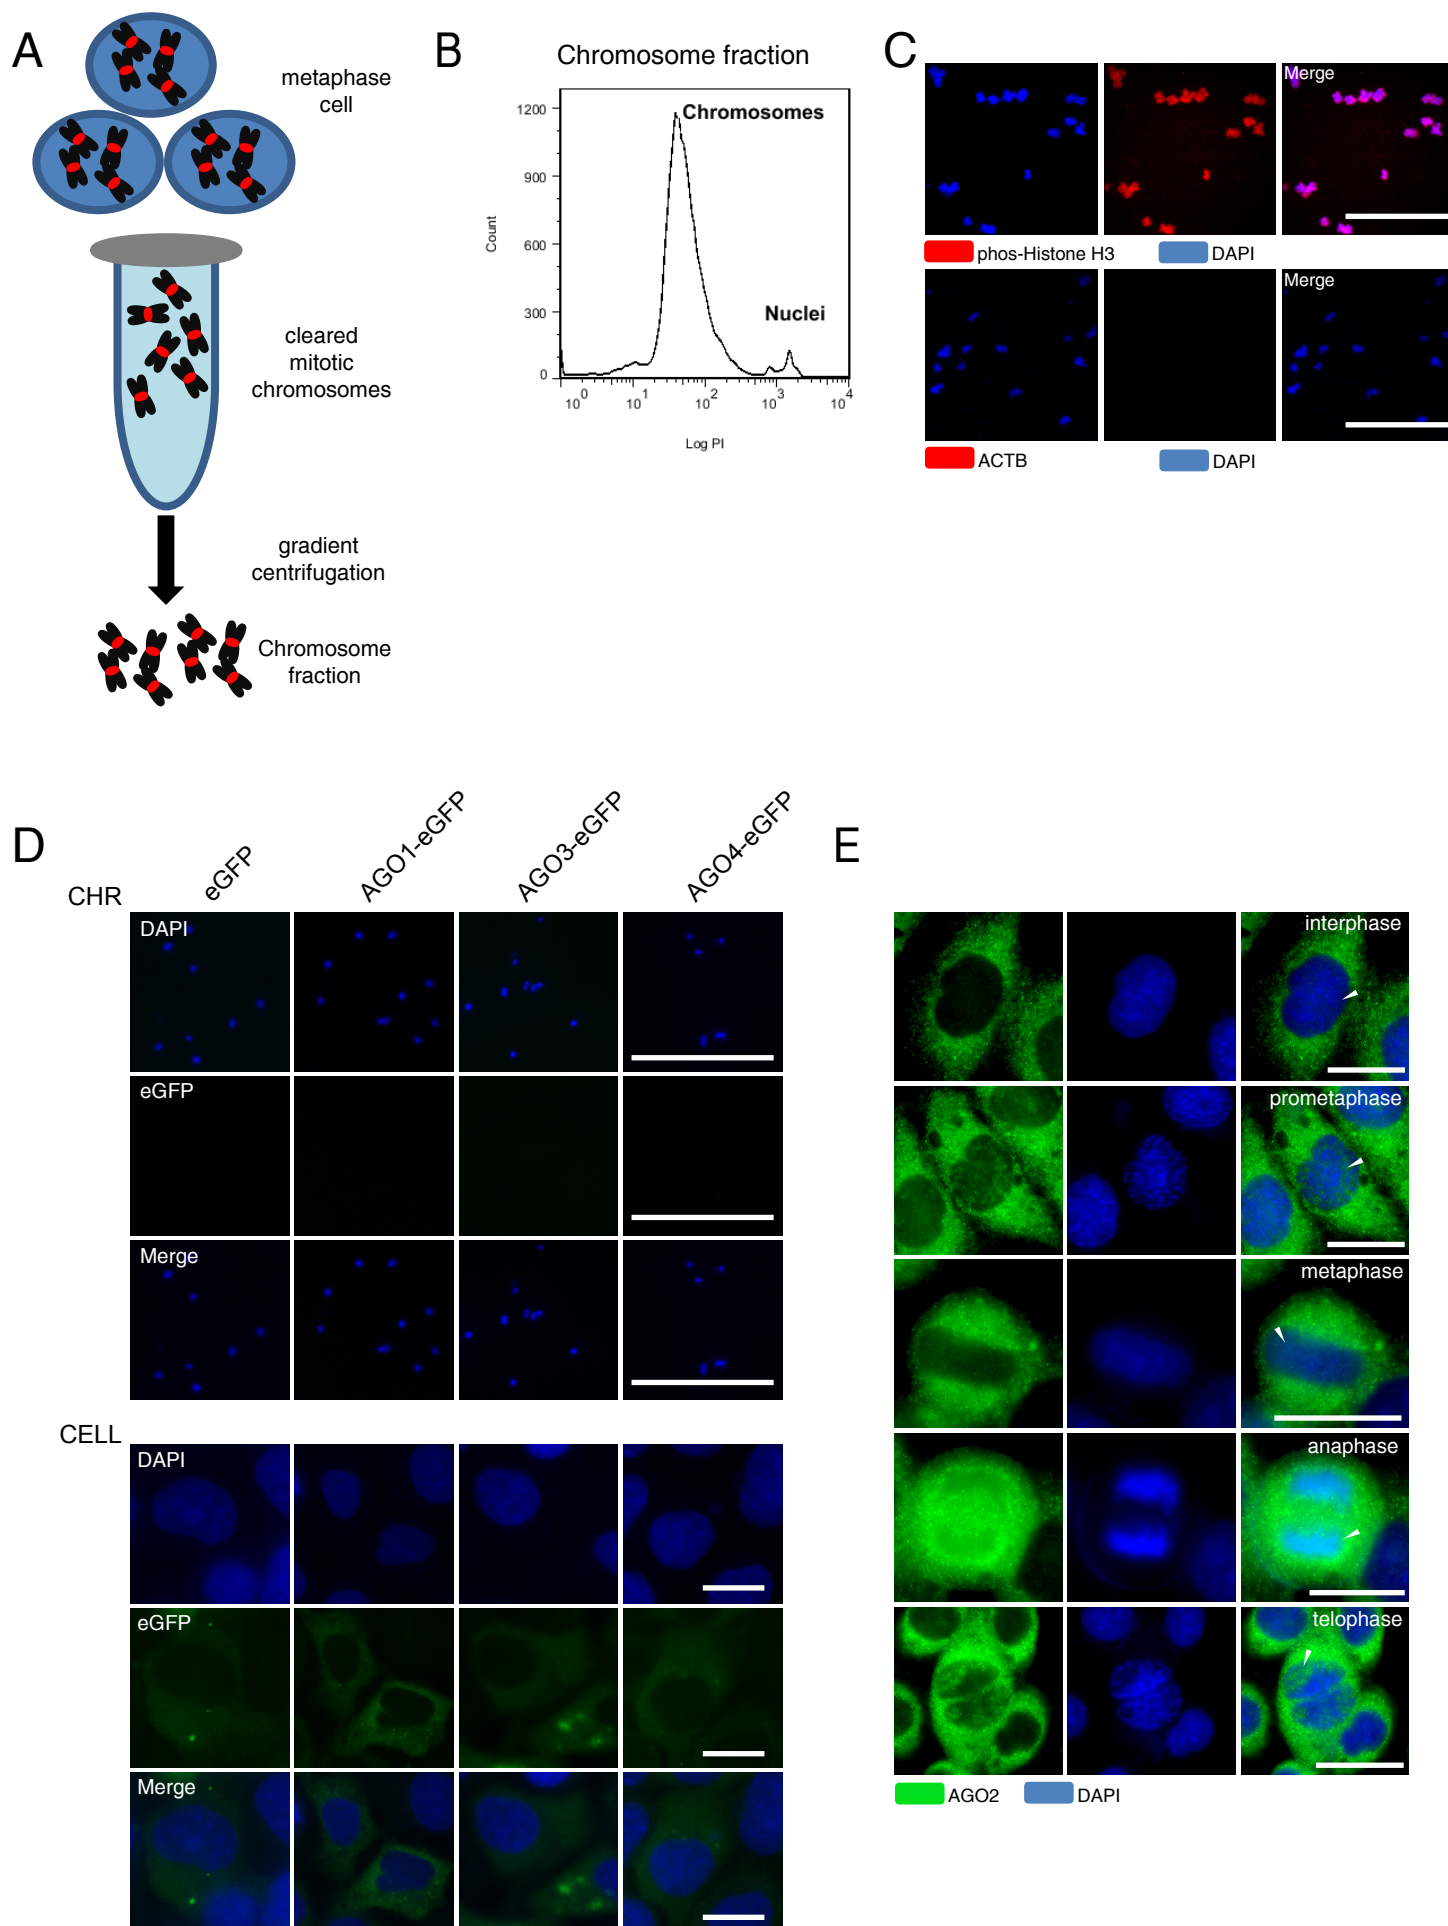 A
metaphase
cell
cleared
mitotic
chromosomes
gradient
centrifugation
Chromosome
fraction
B
Chromosome fraction
Chromosomes
Nuclei
Count
1200
900
600
300
0
10^0
10^1
10^2
10^3
10^4
Log PI
C
Merge
phos-Histone H3
DAPI
Merge
ACTB
DAPI
D
eGFP
AGO1-eGFP
AGO3-eGFP
AGO4-eGFP
CHR
DAPI
eGFP
Merge
CELL
DAPI
eGFP
Merge
E
interphase
prometaphase
metaphase
anaphase
telophase
AGO2
DAPI